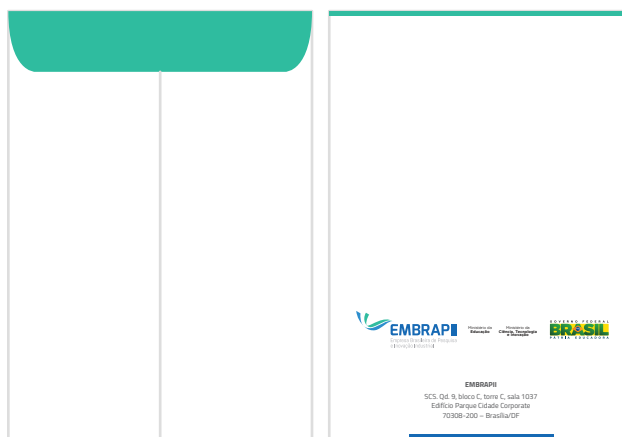 EMBRAPII
Empresa Brasileira de Pesquisa
e Inovação Industrial
Ministério da
Educação
Ministério da
Ciência, Tecnologia
e Inovação
GOVERNO FEDERAL
BRASIL
PÁTRIA EDUCADORA
EMBRAPII
SCS. Qd. 9, bloco C, torre C, sala 1037
Edifício Parque Cidade Corporate
70308-200 – Brasília/DF